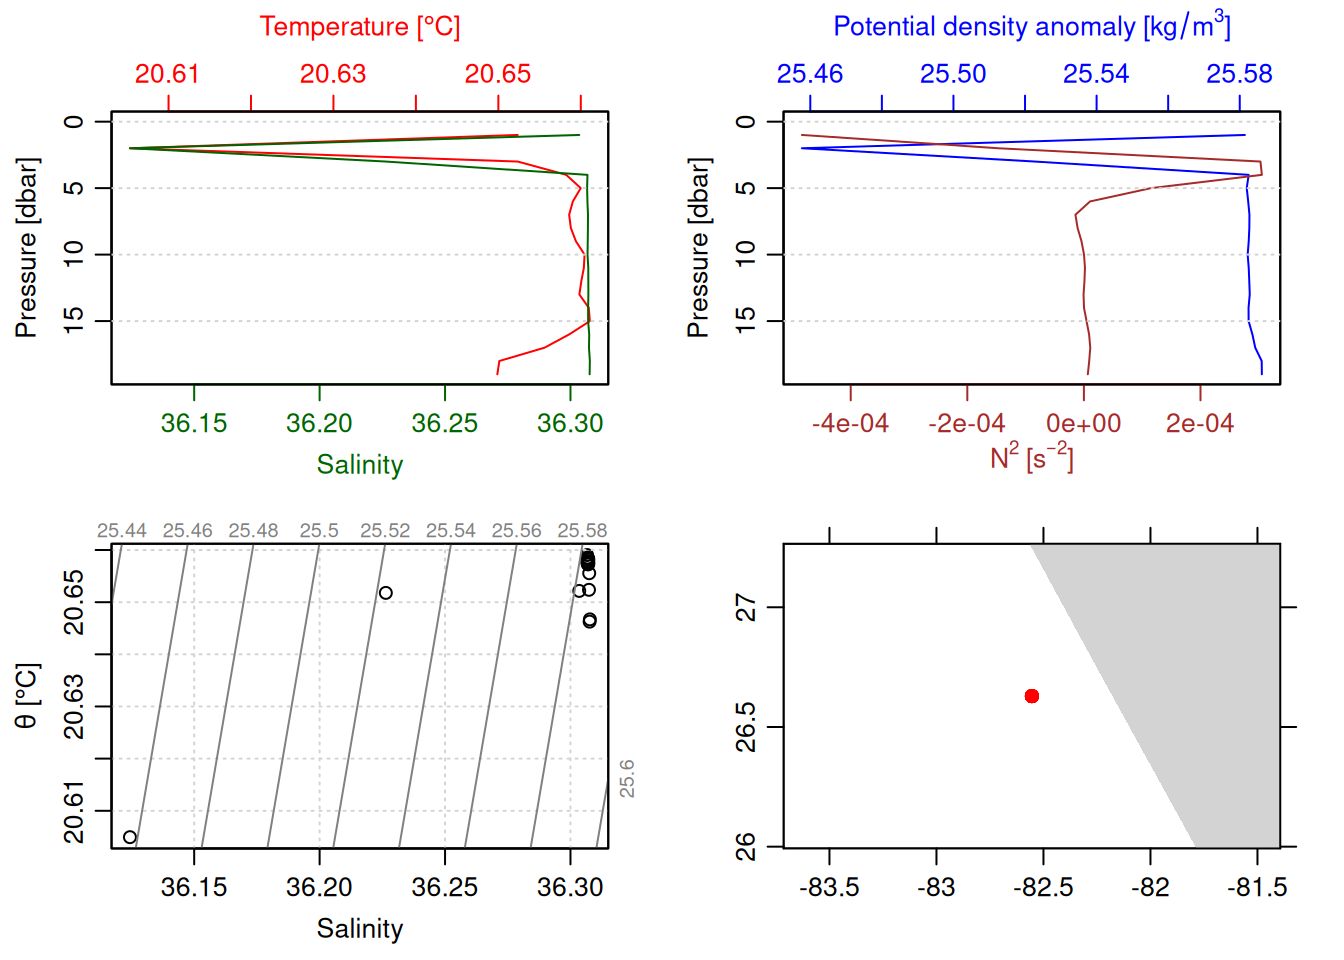 Temperature [°C]
20.61 20.63 20.65
0
5
10
15
Pressure [dbar]
36.15 36.20 36.25 36.30
Salinity
Potential density anomaly [kg/m³]
25.46 25.50 25.54 25.58
0
5
10
15
Pressure [dbar]
-4e-04 -2e-04 0e+00 2e-04
N² [s⁻²]
25.44 25.46 25.48 25.5 25.52 25.54 25.56 25.58
20.65
20.63
20.61
θ [°C]
25.6
36.15 36.20 36.25 36.30
Salinity
27
26.5
26
-83.5 -83 -82.5 -82 -81.5